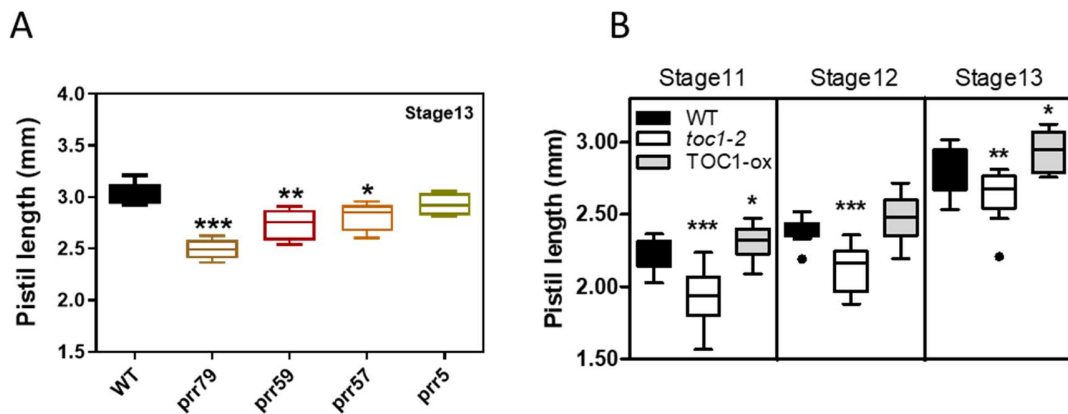 A
B
Pistil length (mm)
4.0
3.5
3.0
2.5
2.0
1.5
Stage13
***
**
*
WT
prr79
prr59
prr57
prr5
Stage11
Stage12
Stage13
Pistil length (mm)
3.00
2.50
2.00
1.50
WT
toc1-2
TOC1-ox
***
*
***
**
*